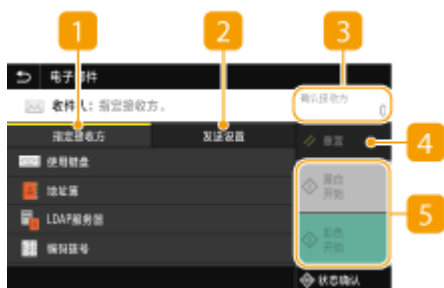 1
2
3
电子邮件
收件人： 指定接收方。
确认接收方
0
指定接收方
发送设置
重置
4
使用键盘
地址簿
黑白
开始
5
LDAP服务器
彩色
开始
编码拨号
状态确认